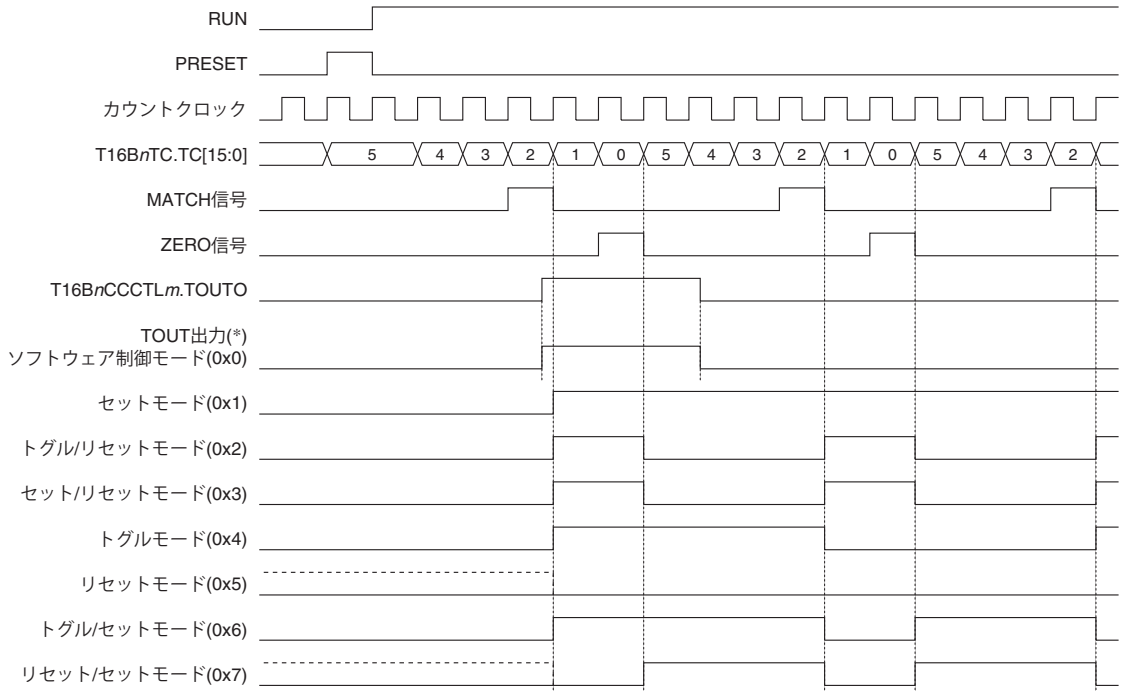 RUN
PRESET
カウントクロック
T16BnTC.TC[15:0] 5 4 3 2 1 0 5 4 3 2 1 0 5 4 3 2
MATCH信号
ZERO信号
T16BnCCCTLm.TOUTO
TOUT出力(*)
ソフトウェア制御モード(0x0)
セットモード(0x1)
トグル/リセットモード(0x2)
セット/リセットモード(0x3)
トグルモード(0x4)
リセットモード(0x5)
トグル/セットモード(0x6)
リセット/セットモード(0x7)